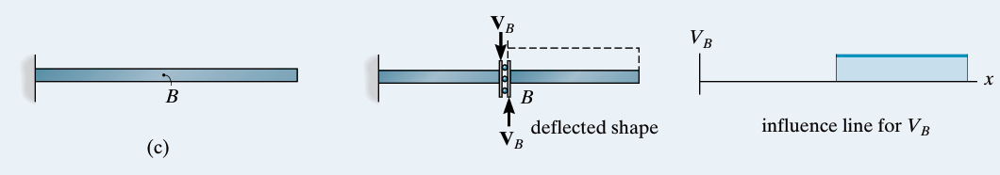 B
(c)
V_B
B
V_B
deflected shape
V_B
x
influence line for V_B